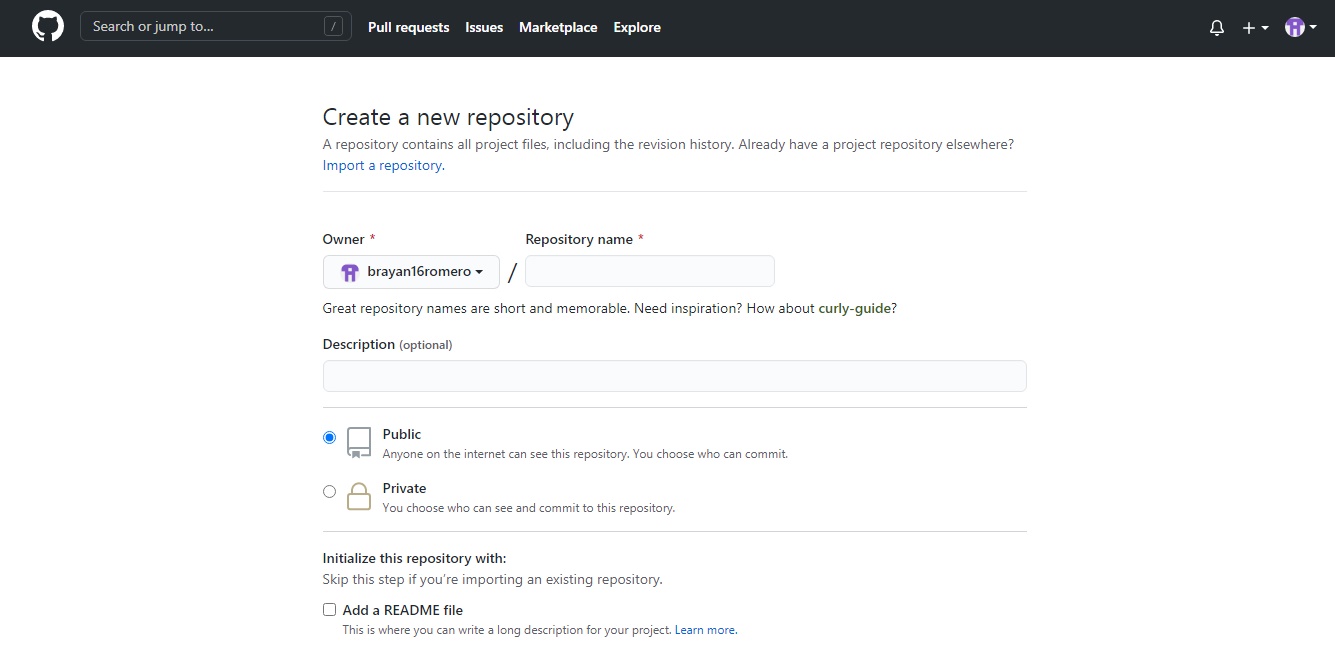 Search or jump to... /
Pull requests Issues Marketplace Explore
Create a new repository
A repository contains all project files, including the revision history. Already have a project repository elsewhere?
Import a repository.
Owner * Repository name *
brayan16romero /
Great repository names are short and memorable. Need inspiration? How about curly-guide?
Description (optional)
Public
Anyone on the internet can see this repository. You choose who can commit.
Private
You choose who can see and commit to this repository.
Initialize this repository with:
Skip this step if you’re importing an existing repository.
Add a README file
This is where you can write a long description for your project. Learn more.